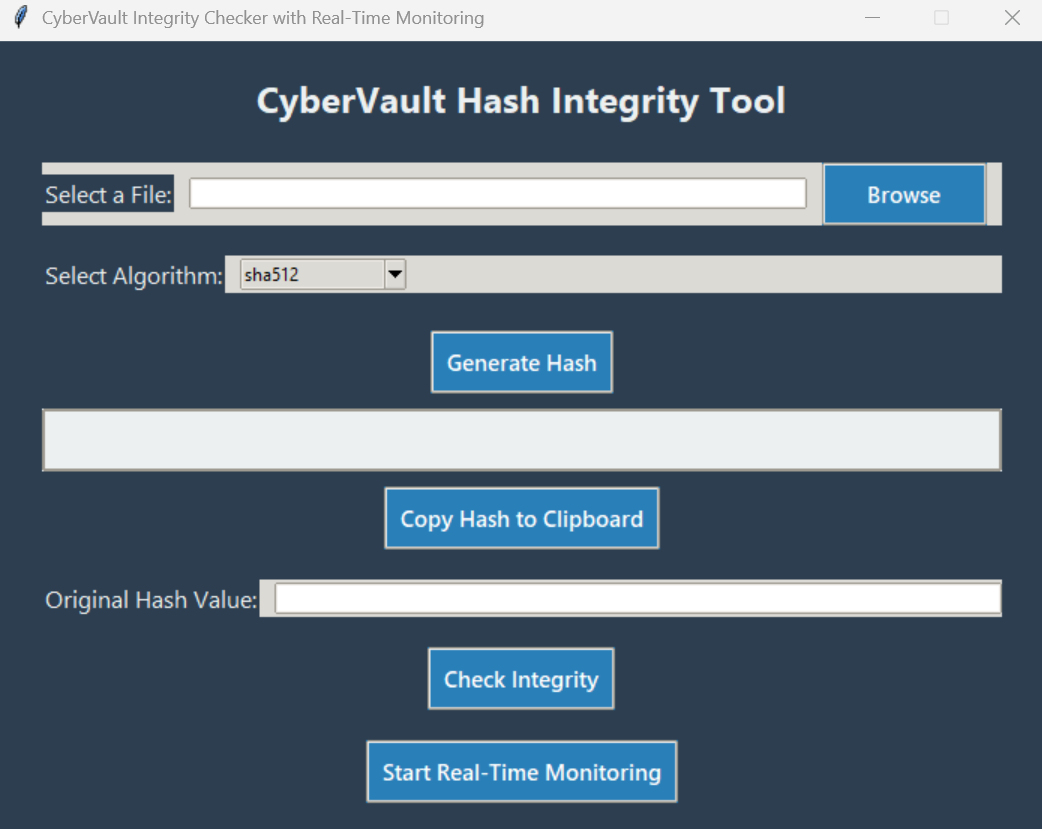 CyberVault Integrity Checker with Real-Time Monitoring
CyberVault Hash Integrity Tool
Select a File: Browse
Select Algorithm: sha512
Generate Hash
Copy Hash to Clipboard
Original Hash Value:
Check Integrity
Start Real-Time Monitoring